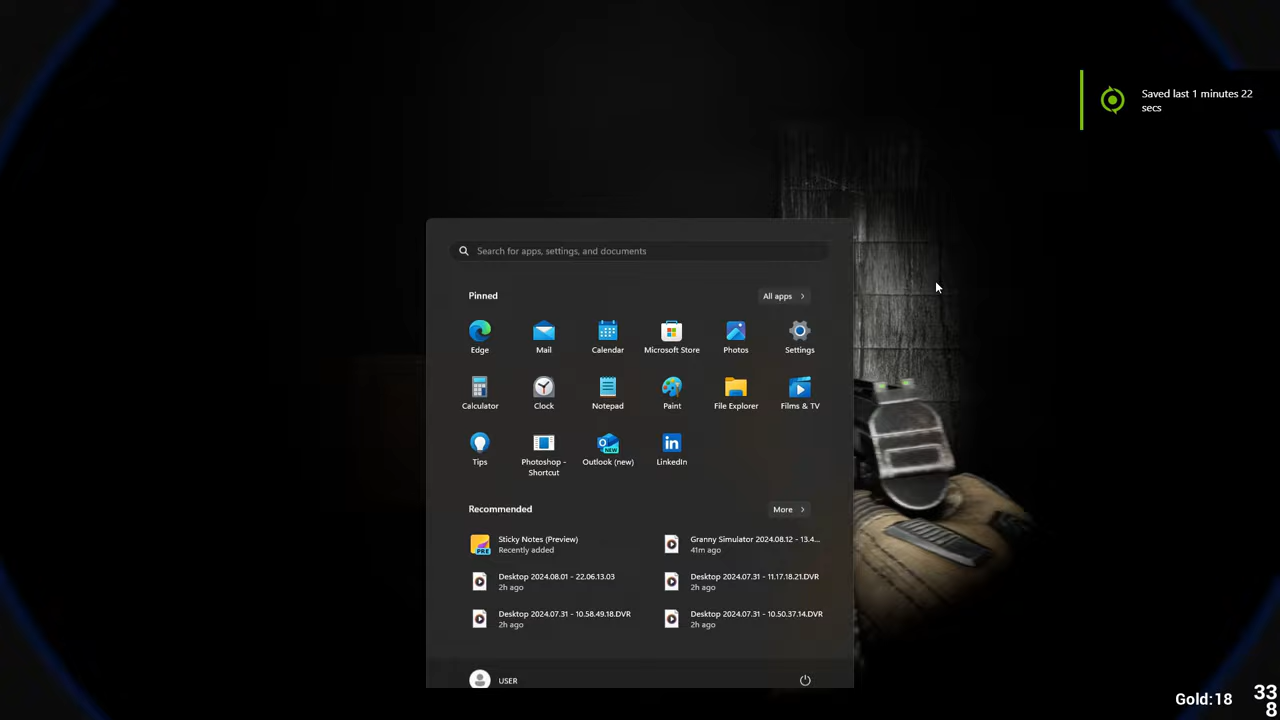 Saved last 1 minutes 22
secs
Search for apps, settings, and documents
Pinned
All apps
Edge
Mail
Calendar
Microsoft Store
Photos
Settings
Calculator
Clock
Notepad
Paint
File Explorer
Films & TV
Tips
Photoshop -
Shortcut
Outlook (new)
LinkedIn
NEW
Recommended
More
Sticky Notes (Preview)
Recently added
PRE
Granny Simulator 2024.08.12 - 13.4...
41m ago
Desktop 2024.08.01 - 22.06.13.03
2h ago
Desktop 2024.07.31 - 11.17.18.21.DVR
2h ago
Desktop 2024.07.31 - 10.58.49.18.DVR
2h ago
Desktop 2024.07.31 - 10.50.37.14.DVR
2h ago
USER
Gold:18
33
8